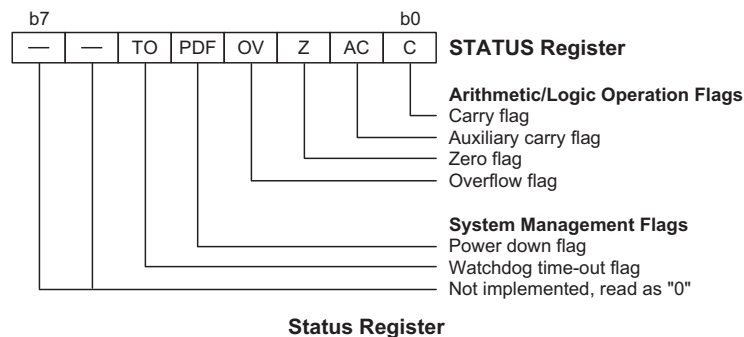 b7 b0
— — TO PDF OV Z AC C STATUS Register
Arithmetic/Logic Operation Flags
Carry flag
Auxiliary carry flag
Zero flag
Overflow flag
System Management Flags
Power down flag
Watchdog time-out flag
Not implemented, read as "0"
Status Register